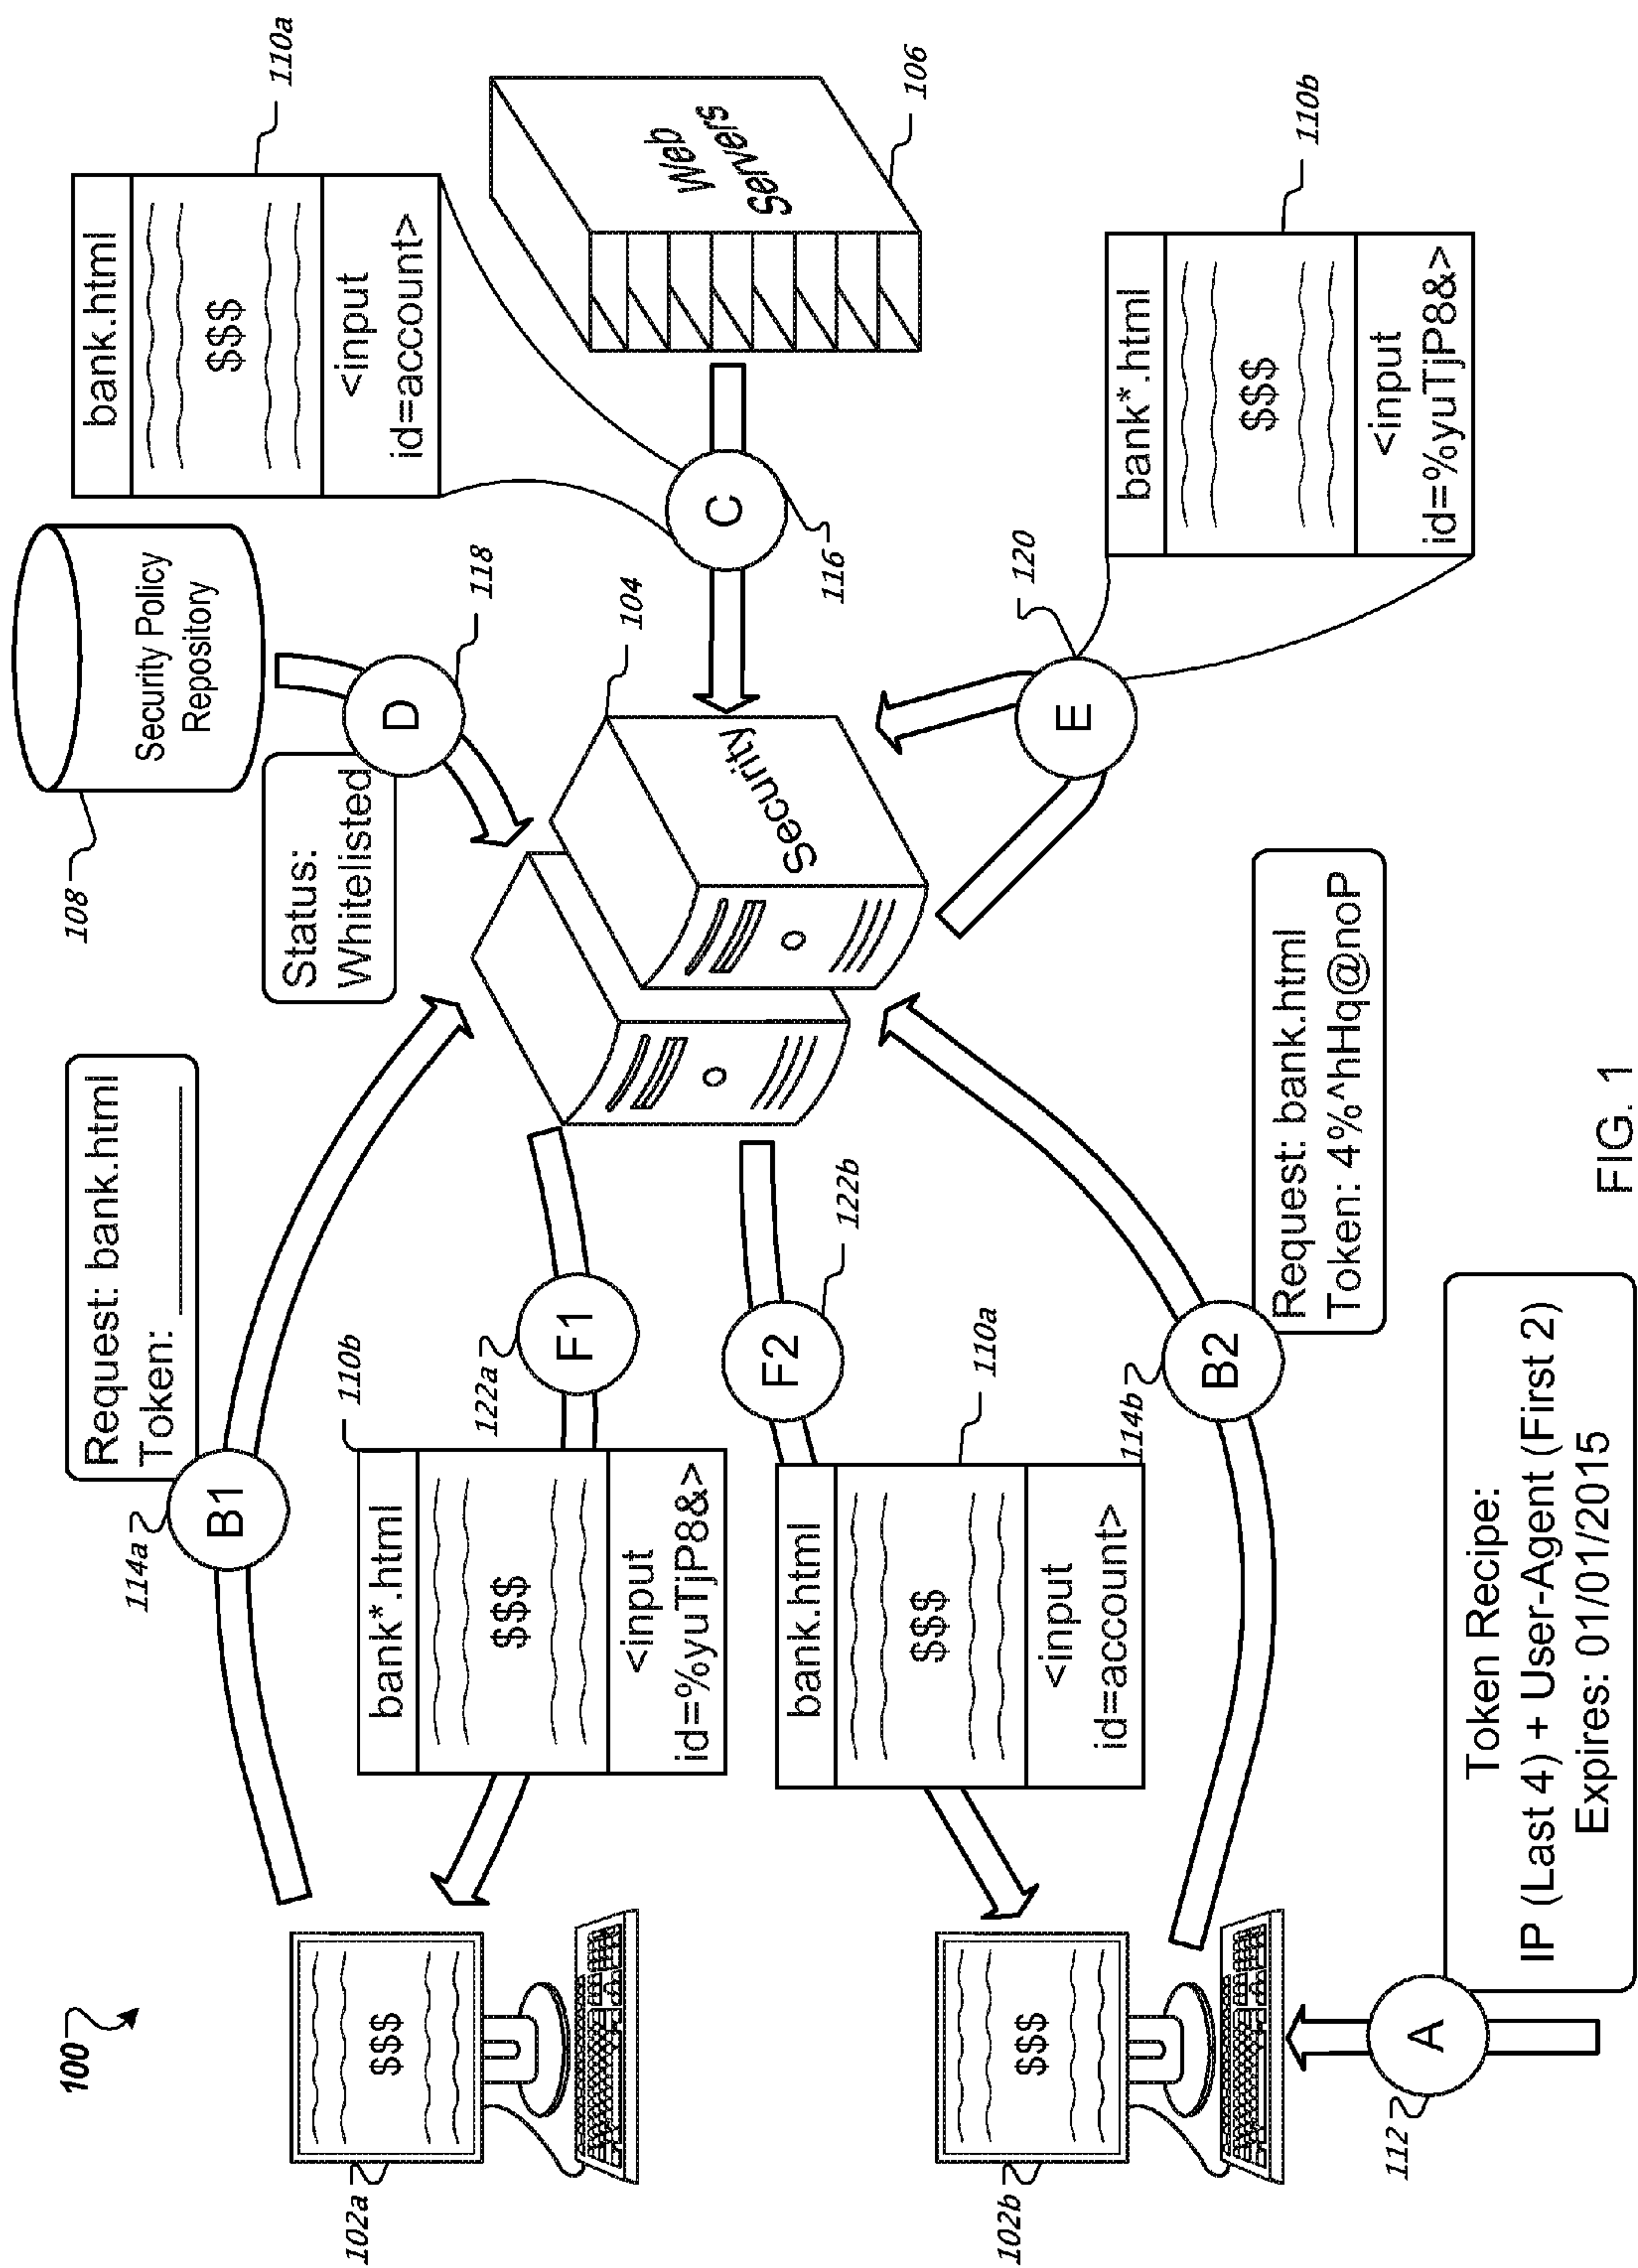 100
102a
$$$
102b
$$$
112
A
Token Recipe:
IP (Last 4) + User-Agent (First 2)
Expires: 01/01/2015
114a
B1
Request: bank.html
Token: ________
110b
bank*.html
$$$
<input
id=%yuTjP8&>
122a
F1
F2
122b
bank.html
$$$
<input
id=account>
110a
114b
B2
Request: bank.html
Token: 4%^hHq@noP
108
Security Policy
Repository
Status:
Whitelisted
D
118
104
Security
C
116
E
120
bank.html
$$$
<input
id=account>
110a
Web
Servers
106
bank*.html
$$$
<input
id=%yuTjP8&>
110b
FIG. 1